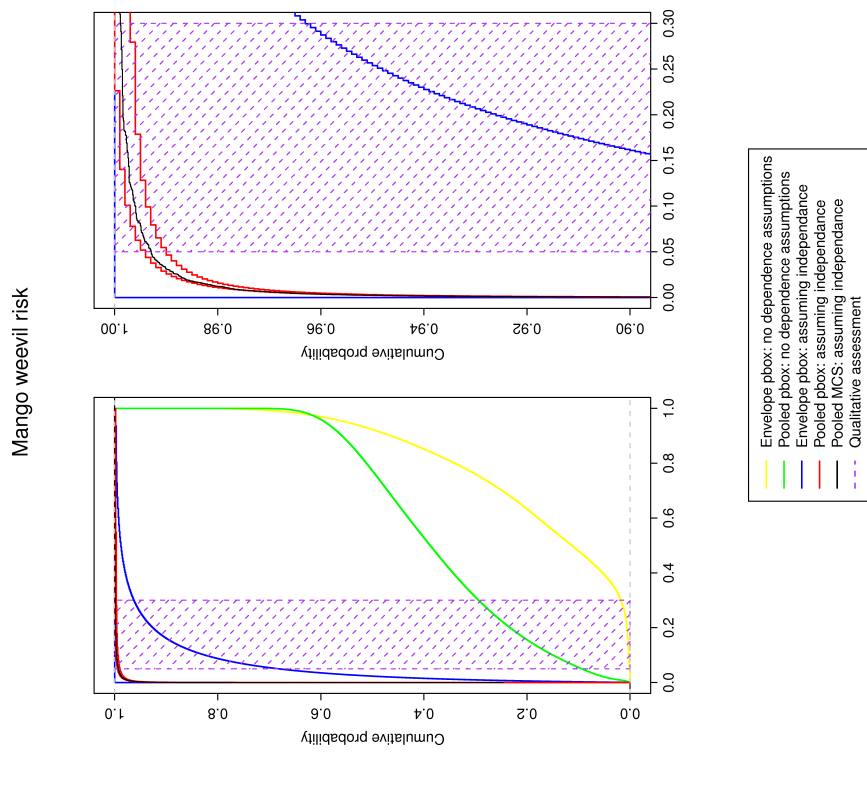 Mango weevil risk
Cumulative probability
0.90
0.92
0.94
0.96
0.98
1.00
0.00
0.05
0.10
0.15
0.20
0.25
0.30
Cumulative probability
0.0
0.2
0.4
0.6
0.8
1.0
0.0
0.2
0.4
0.6
0.8
1.0
Envelope pbox: no dependence assumptions
Pooled pbox: no dependence assumptions
Envelope pbox: assuming independance
Pooled pbox: assuming independance
Pooled MCS: assuming independance
Qualitative assessment